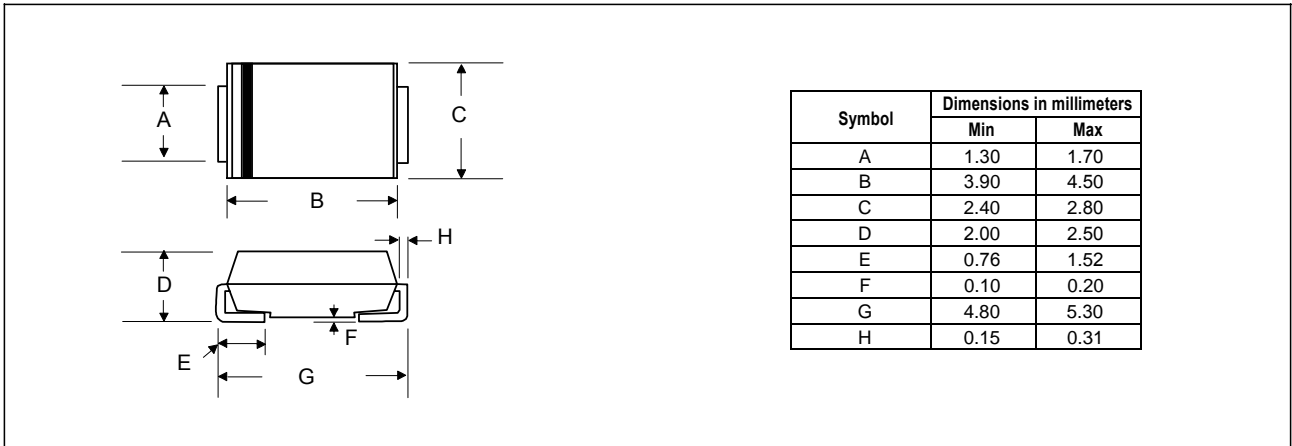 A
C
B
H
D
F
E
G
Symbol Dimensions in millimeters
Min Max
A 1.30 1.70
B 3.90 4.50
C 2.40 2.80
D 2.00 2.50
E 0.76 1.52
F 0.10 0.20
G 4.80 5.30
H 0.15 0.31